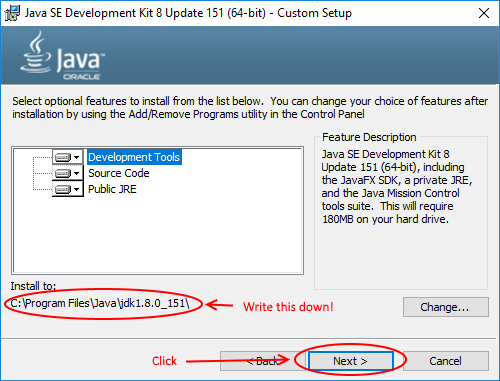 Java SE Development Kit 8 Update 151 (64-bit) - Custom Setup
Java
ORACLE
Select optional features to install from the list below.  You can change your choice of features after
installation by using the Add/Remove Programs utility in the Control Panel
Development Tools
Source Code
Public JRE
Feature Description
Java SE Development Kit 8
Update 151 (64-bit), including
the JavaFX SDK, a private JRE,
and the Java Mission Control
tools suite.  This will require
180MB on your hard drive.
Install to:
C:\Program Files\Java\jdk1.8.0_151\
Write this down!
Change...
Click
< Back
Next >
Cancel